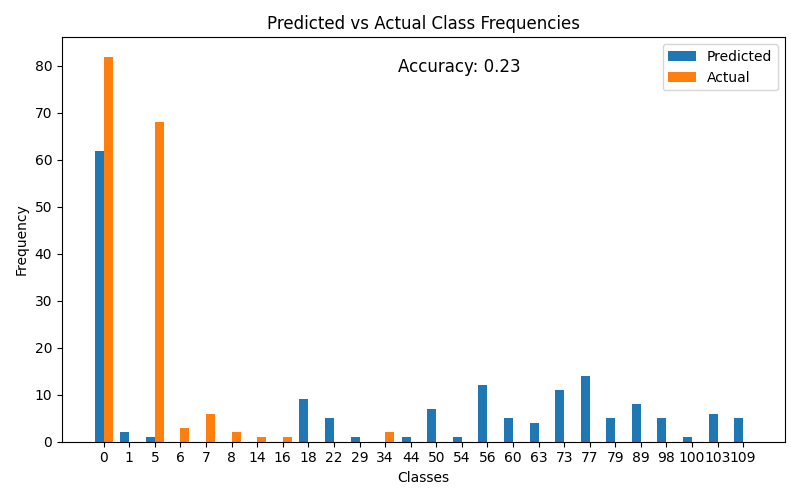 Predicted vs Actual Class Frequencies
Accuracy: 0.23
Predicted
Actual
Frequency
80
70
60
50
40
30
20
10
0
0 1 5 6 7 8 14 16 18 22 29 34 44 50 54 56 60 63 73 77 79 89 98 100 103 109
Classes